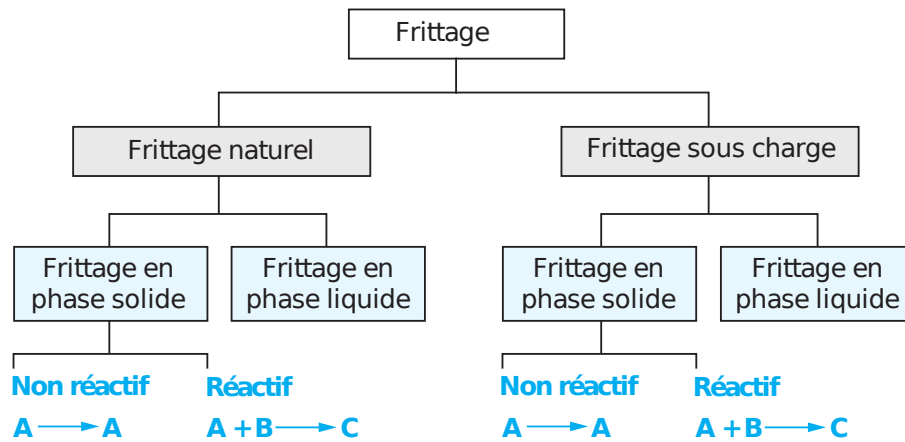 Frittage
Frittage naturel
Frittage sous charge
Frittage en
phase solide
Frittage en
phase liquide
Frittage en
phase solide
Frittage en
phase liquide
Non réactif
Réactif
Non réactif
Réactif
A → A
A + B → C
A → A
A + B → C